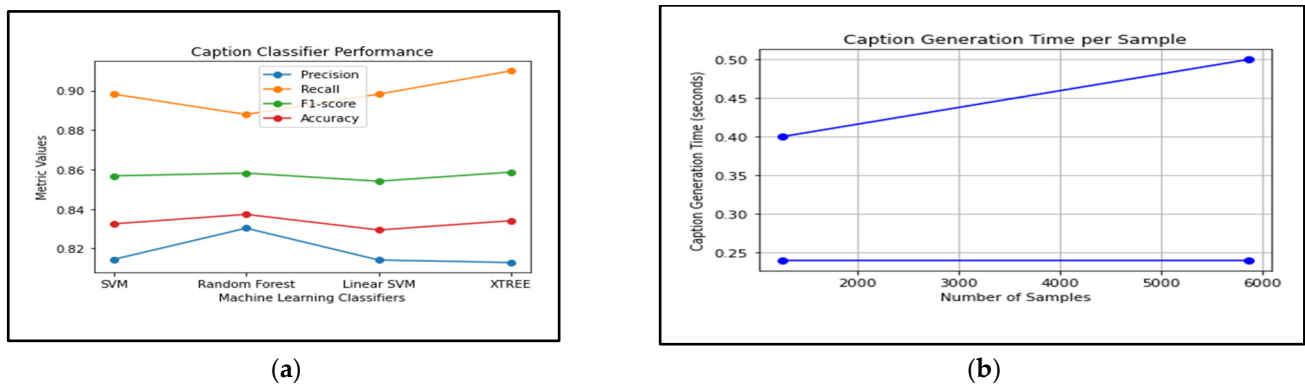 Caption Classifier Performance
Precision
Recall
F1-score
Accuracy
Metric Values
0.90
0.88
0.86
0.84
0.82
SVM Random Forest Linear SVM XTREE
Machine Learning Classifiers
(a)
Caption Generation Time per Sample
Caption Generation Time (seconds)
0.50
0.45
0.40
0.35
0.30
0.25
2000 3000 4000 5000 6000
Number of Samples
(b)